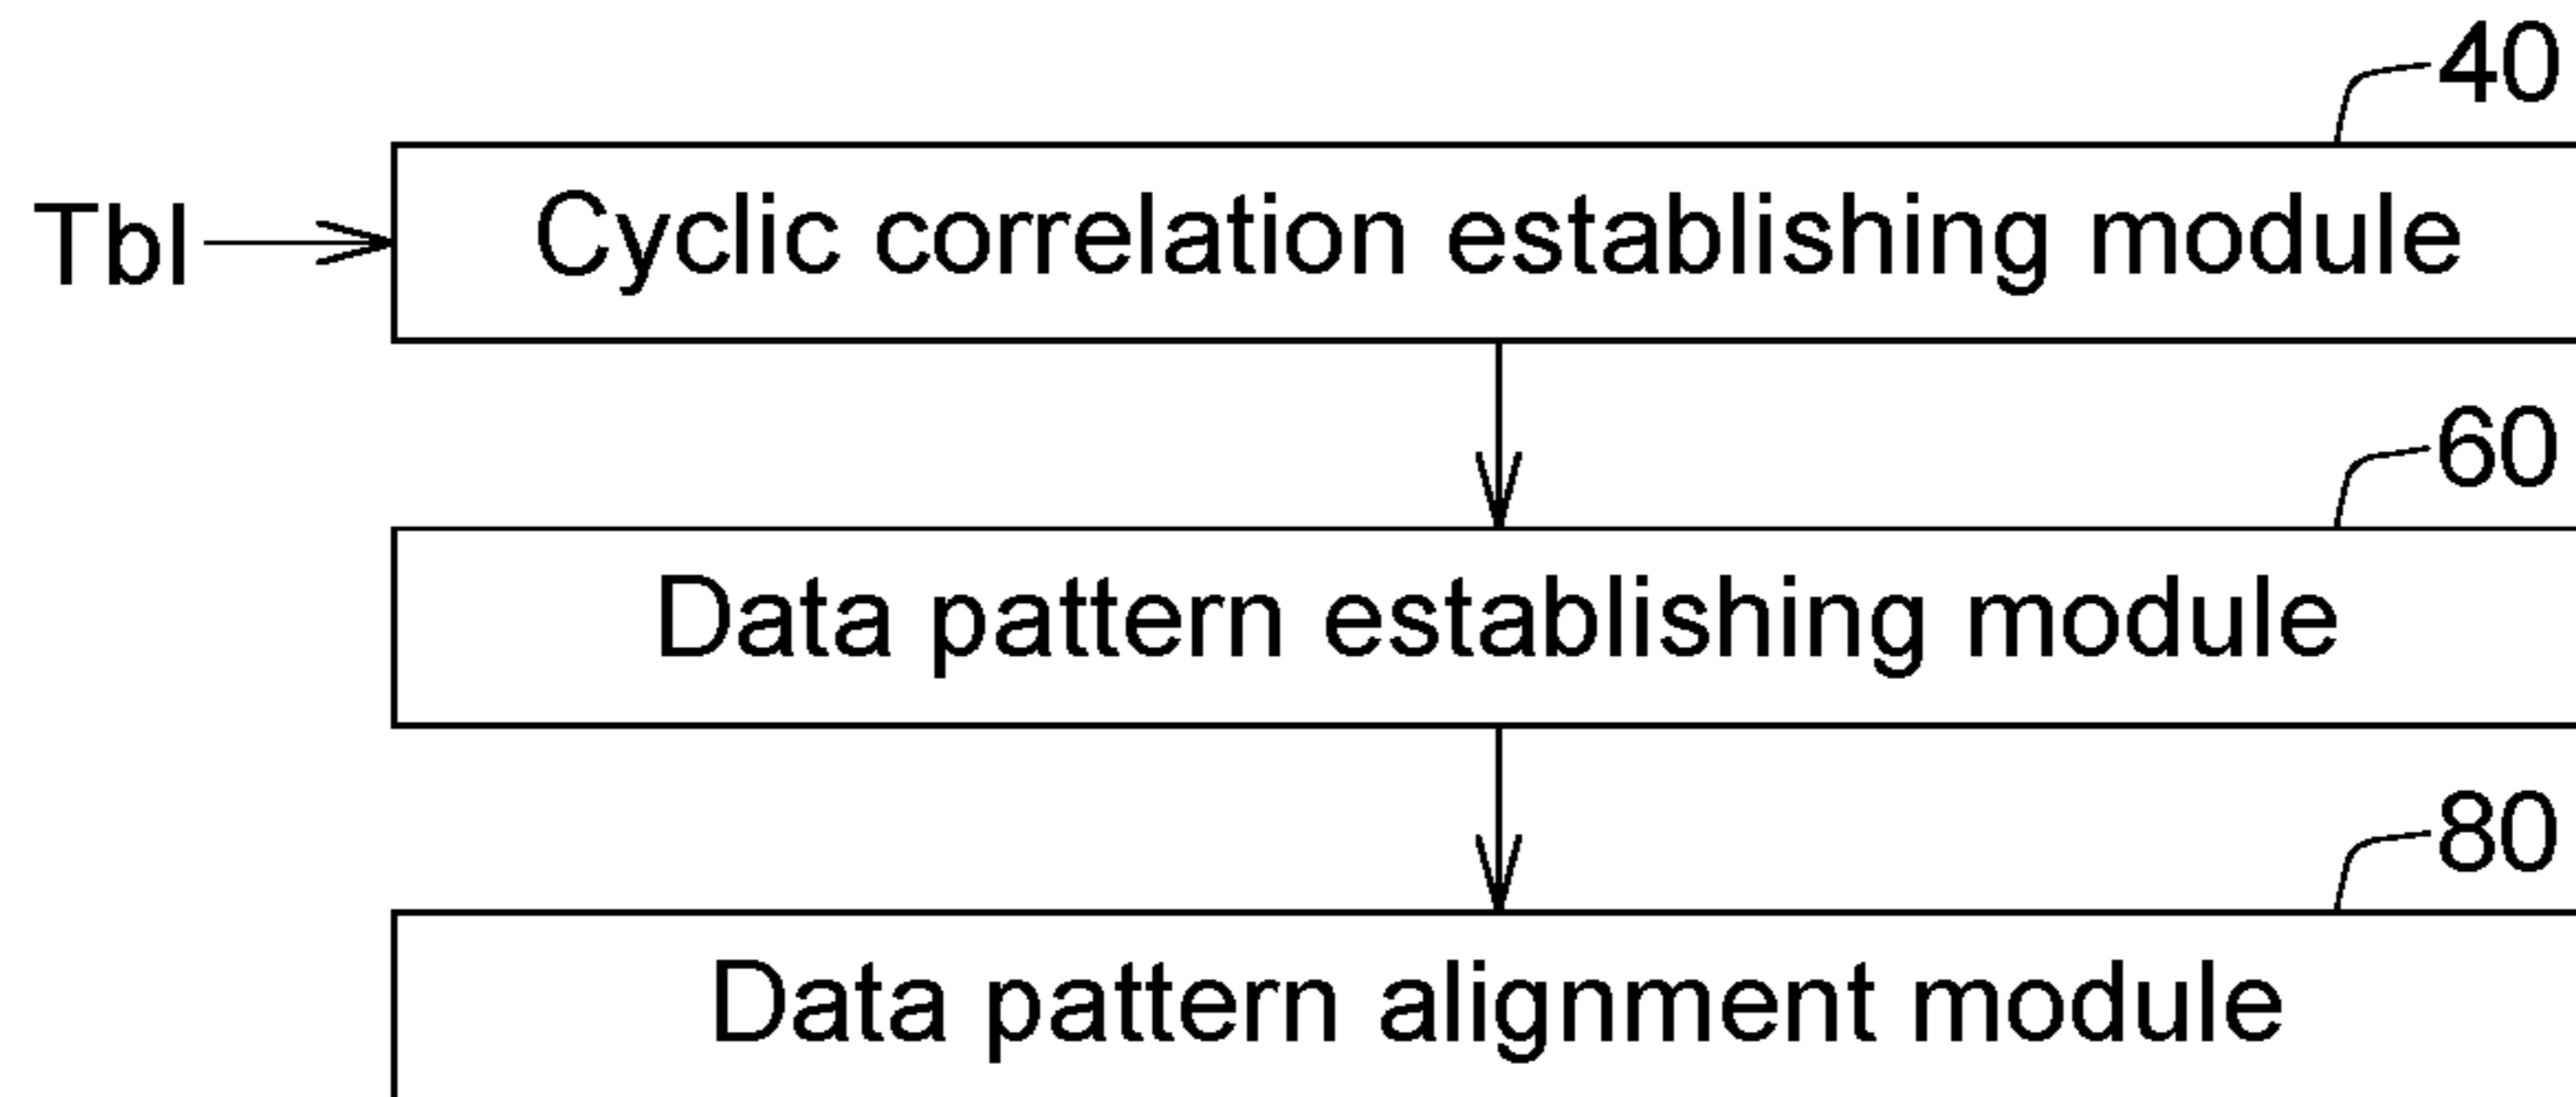 40
Tbl
Cyclic correlation establishing module
60
Data pattern establishing module
80
Data pattern alignment module